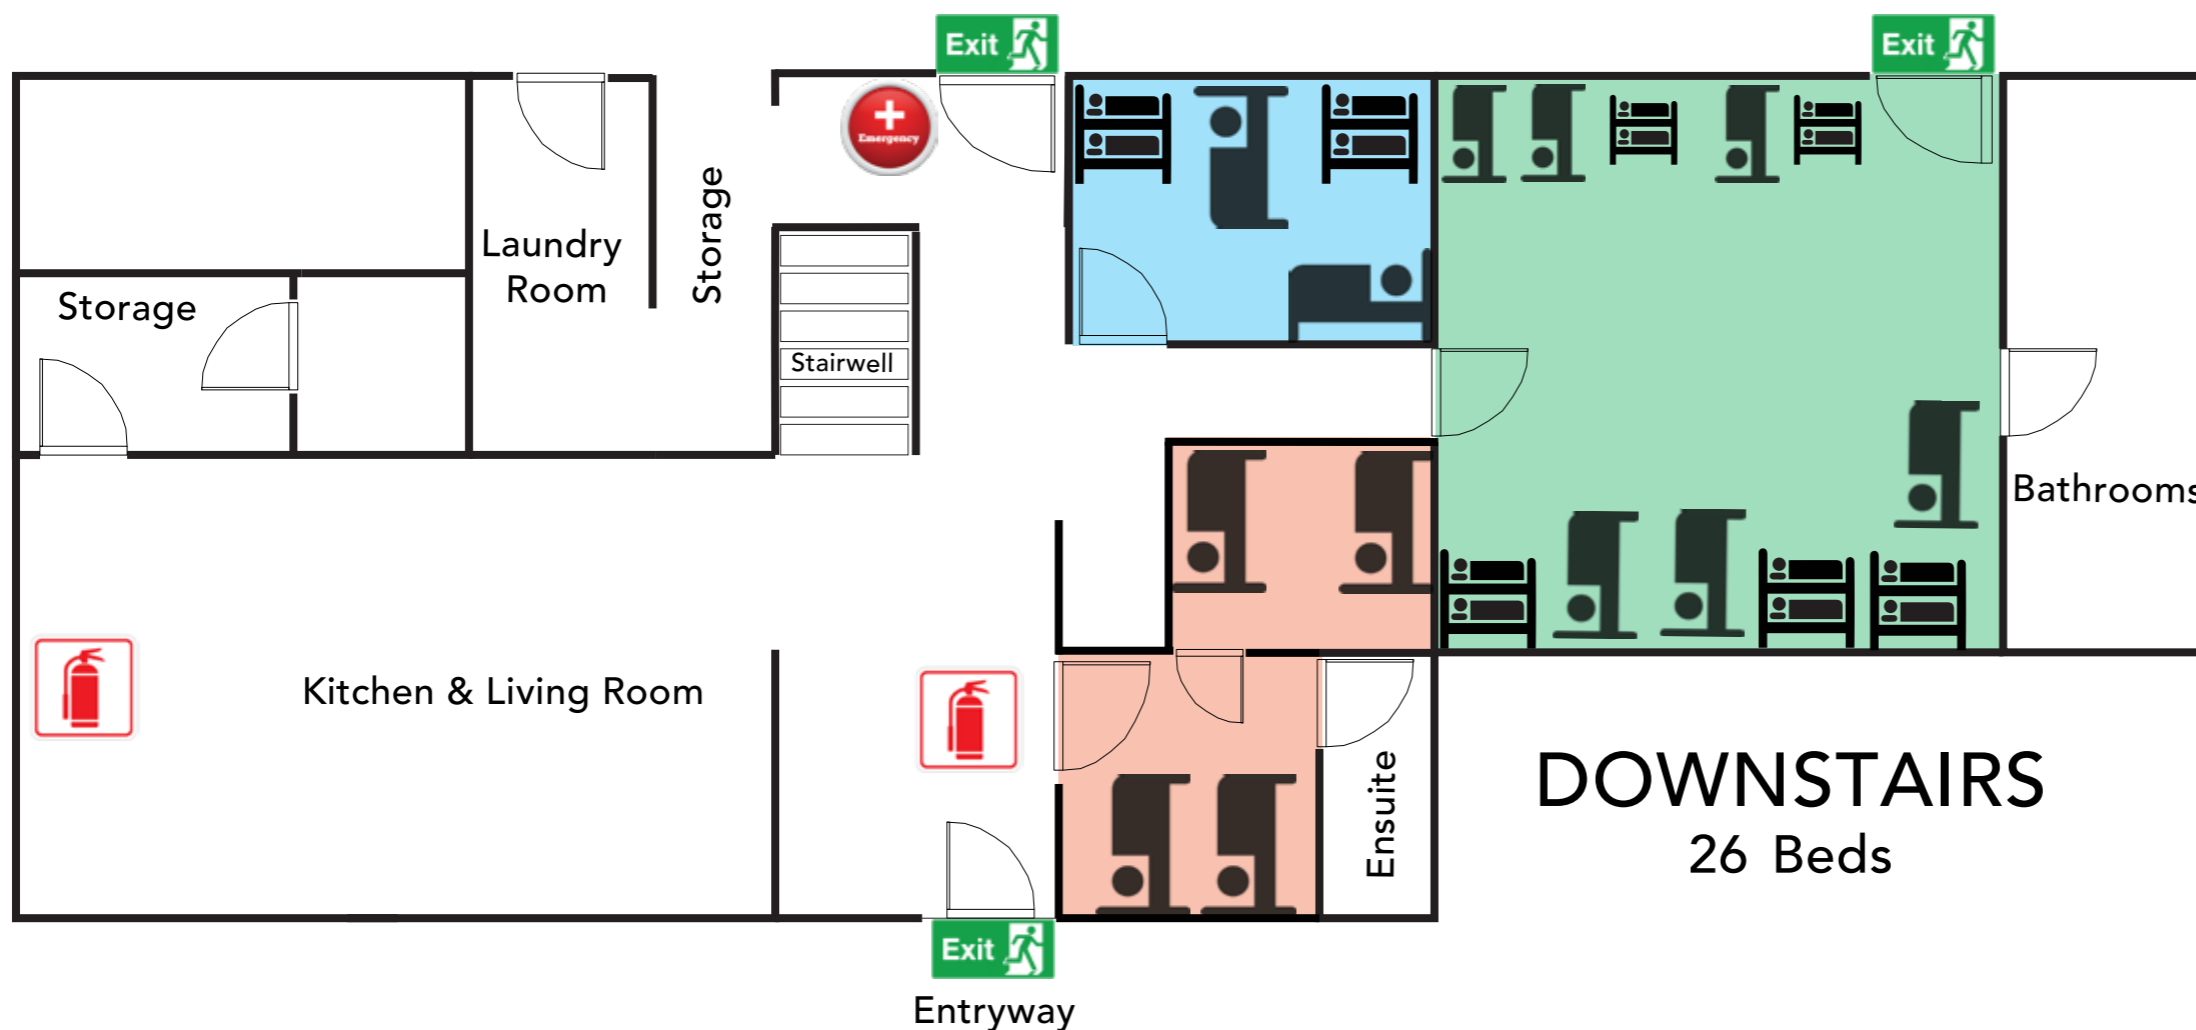 Exit
Exit
Emergency
Laundry
Room
Storage
Storage
Stairwell
Bathrooms
Kitchen & Living Room
Ensuite
DOWNSTAIRS
26 Beds
Exit
Entryway